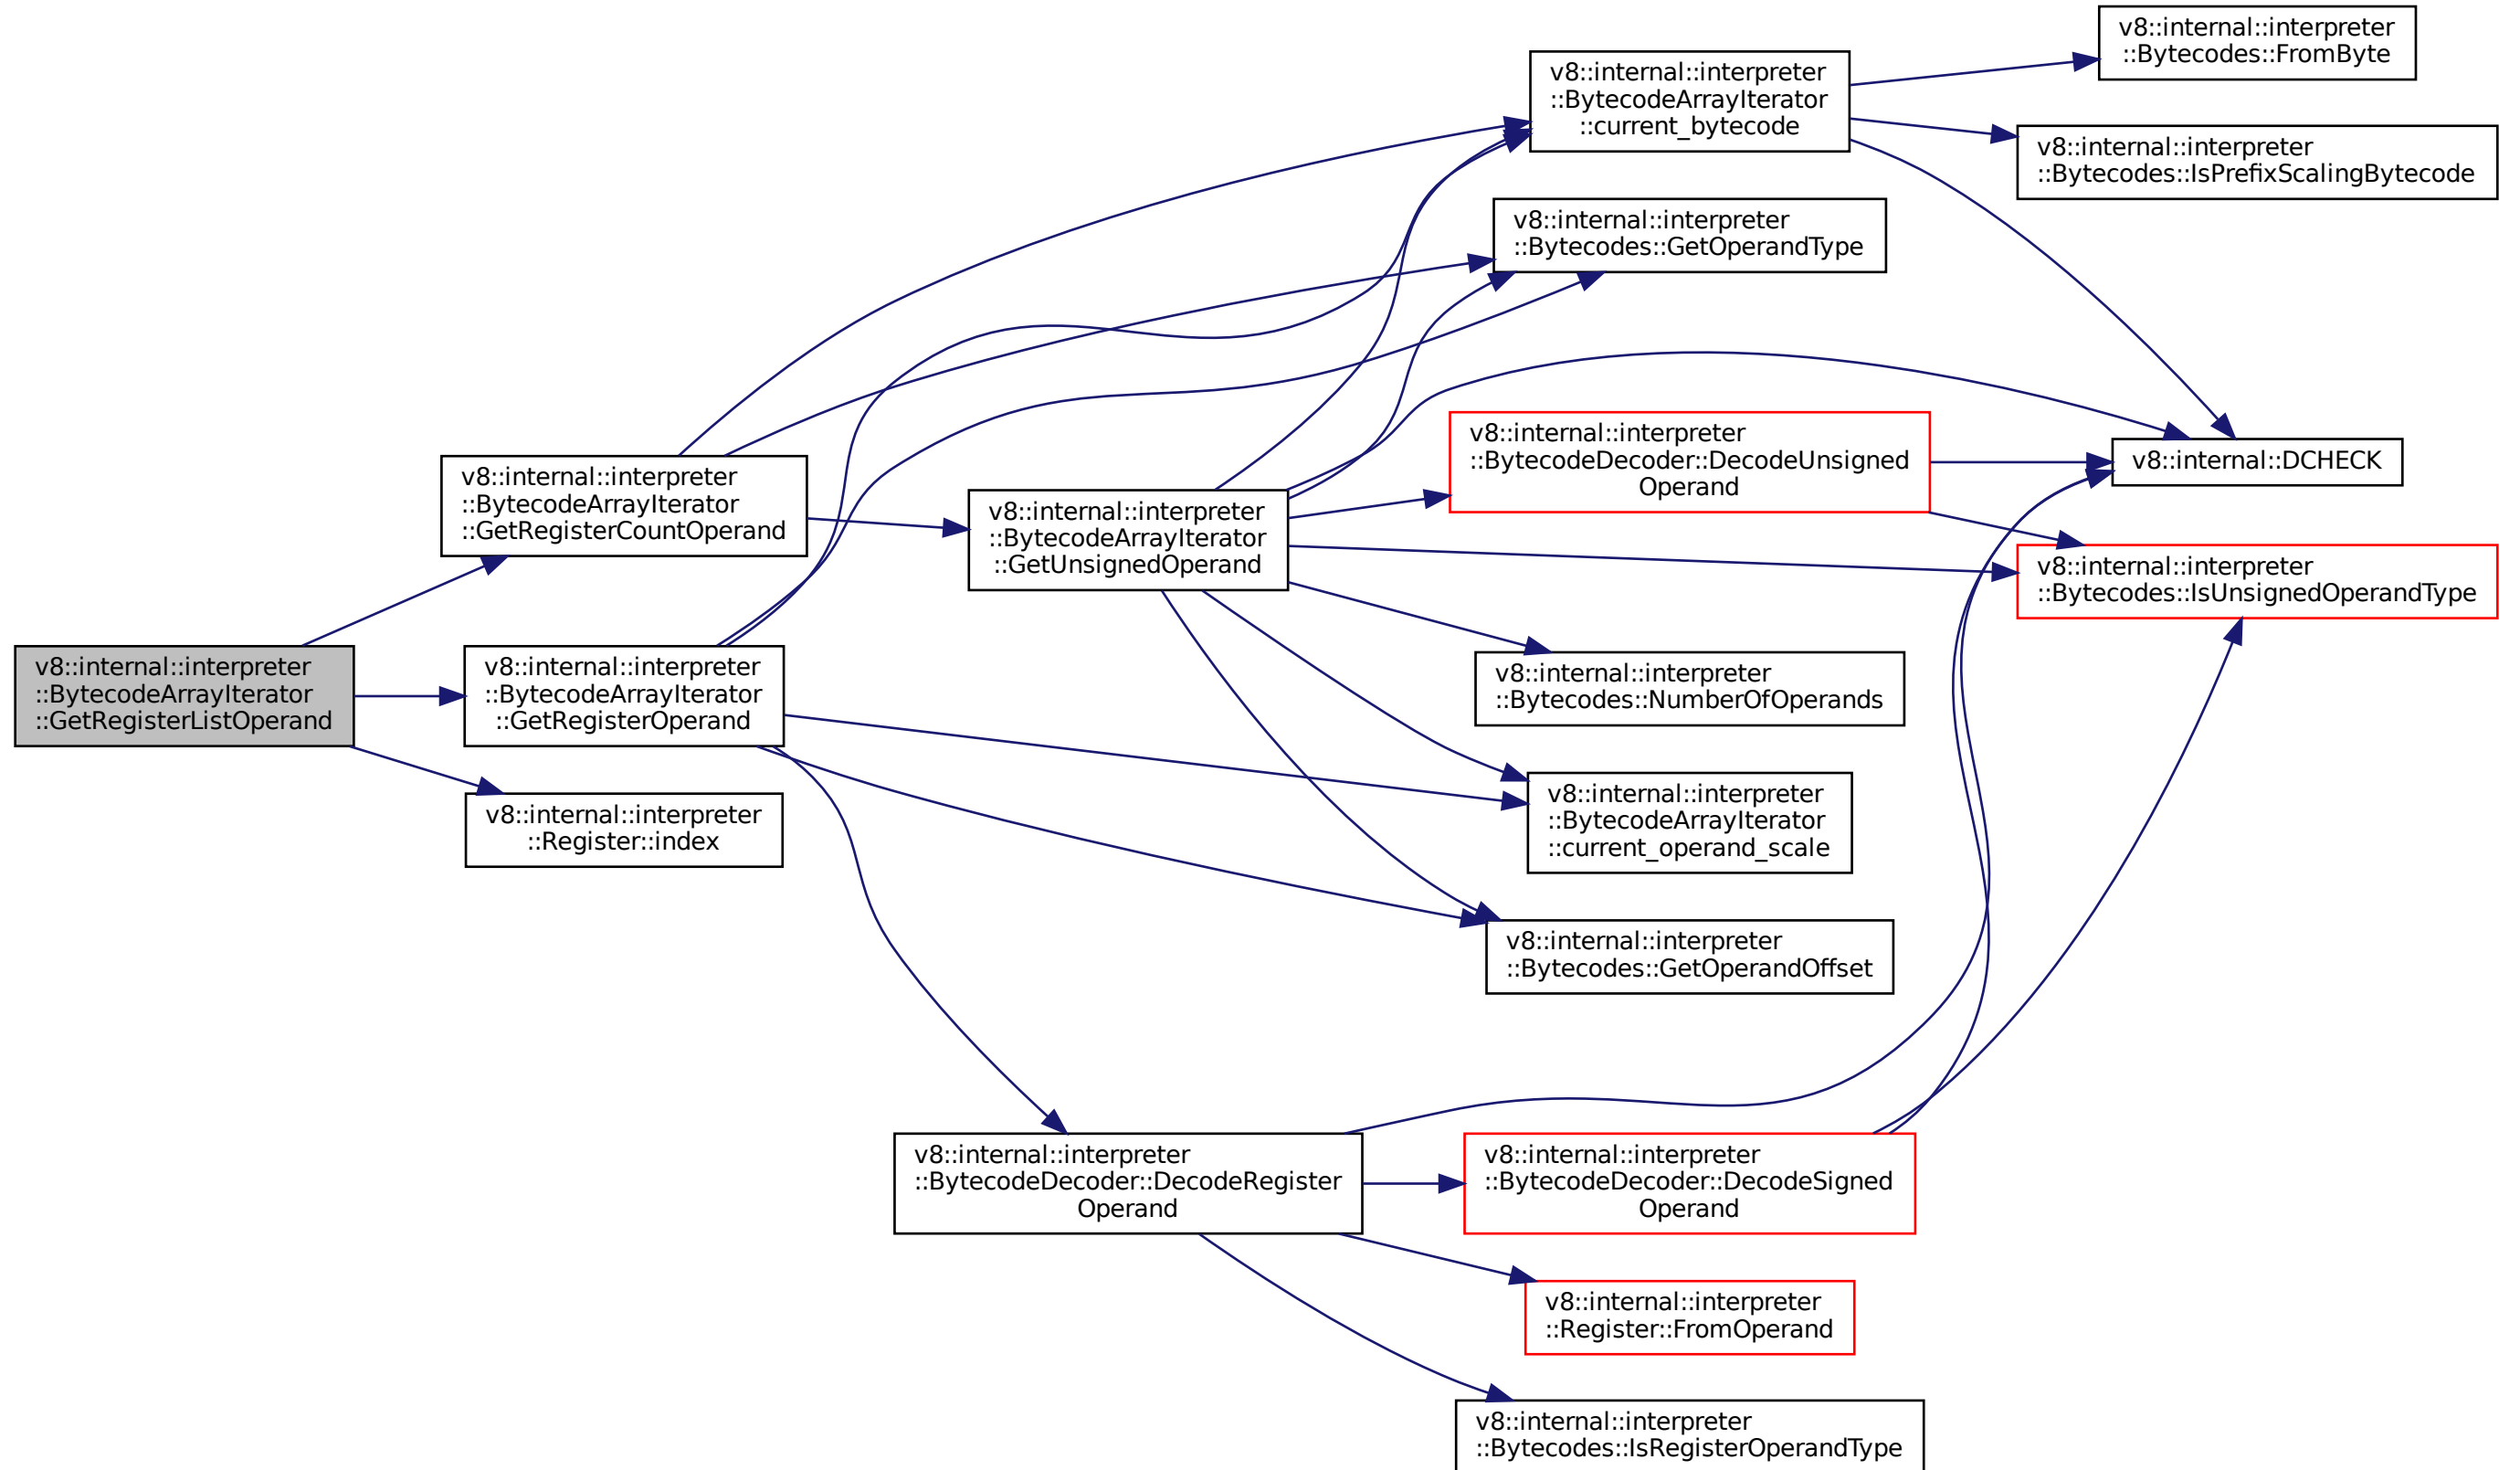 v8::internal::interpreter
::BytecodeArrayIterator
::GetRegisterListOperand
v8::internal::interpreter
::BytecodeArrayIterator
::GetRegisterCountOperand
v8::internal::interpreter
::BytecodeArrayIterator
::GetRegisterOperand
v8::internal::interpreter
::Register::index
v8::internal::interpreter
::BytecodeArrayIterator
::GetUnsignedOperand
v8::internal::interpreter
::BytecodeDecoder::DecodeRegister
Operand
v8::internal::interpreter
::BytecodeArrayIterator
::current_bytecode
v8::internal::interpreter
::Bytecodes::GetOperandType
v8::internal::interpreter
::BytecodeDecoder::DecodeUnsigned
Operand
v8::internal::interpreter
::Bytecodes::NumberOfOperands
v8::internal::interpreter
::BytecodeArrayIterator
::current_operand_scale
v8::internal::interpreter
::Bytecodes::GetOperandOffset
v8::internal::interpreter
::BytecodeDecoder::DecodeSigned
Operand
v8::internal::interpreter
::Register::FromOperand
v8::internal::interpreter
::Bytecodes::IsRegisterOperandType
v8::internal::interpreter
::Bytecodes::FromByte
v8::internal::interpreter
::Bytecodes::IsPrefixScalingBytecode
v8::internal::DCHECK
v8::internal::interpreter
::Bytecodes::IsUnsignedOperandType